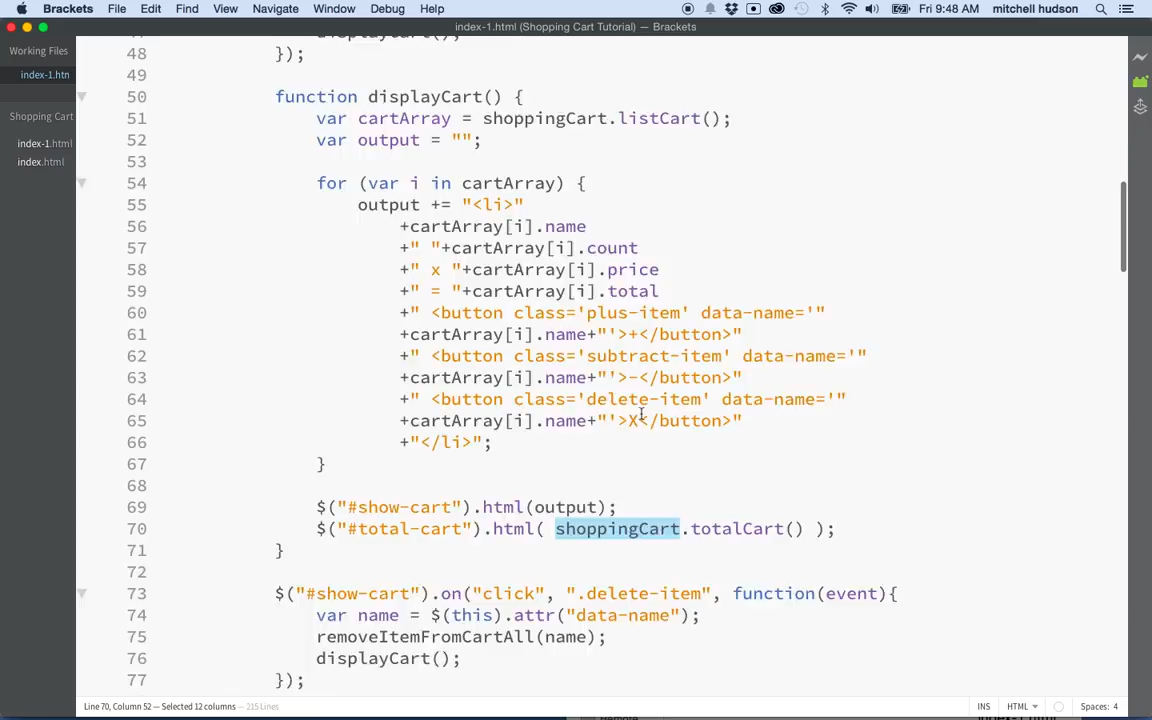 Brackets File Edit Find View Navigate Window Debug Help Fri 9:48 AM mitchell hudson
index-1.html (Shopping Cart Tutorial) — Brackets
Working Files
index-1.htn
Shopping Cart
index-1.html
index.html
48 });
49
50 function displayCart() {
51 var cartArray = shoppingCart.listCart();
52 var output = "";
53
54 for (var i in cartArray) {
55 output += "<li>"
56 +cartArray[i].name
57 +" "+cartArray[i].count
58 +" x "+cartArray[i].price
59 +" = "+cartArray[i].total
60 +" <button class='plus-item' data-name='"
61 +cartArray[i].name+"'>+</button>"
62 +" <button class='subtract-item' data-name='"
63 +cartArray[i].name+"'>-</button>"
64 +" <button class='delete-item' data-name='"
65 +cartArray[i].name+"'>X</button>"
66 +"</li>";
67 }
68
69 $("#show-cart").html(output);
70 $("#total-cart").html( shoppingCart.totalCart() );
71 }
72
73 $("#show-cart").on("click", ".delete-item", function(event){
74 var name = $(this).attr("data-name");
75 removeItemFromCartAll(name);
76 displayCart();
77 });
Line 70, Column 52 — Selected 12 columns — 215 Lines INS HTML Spaces: 4